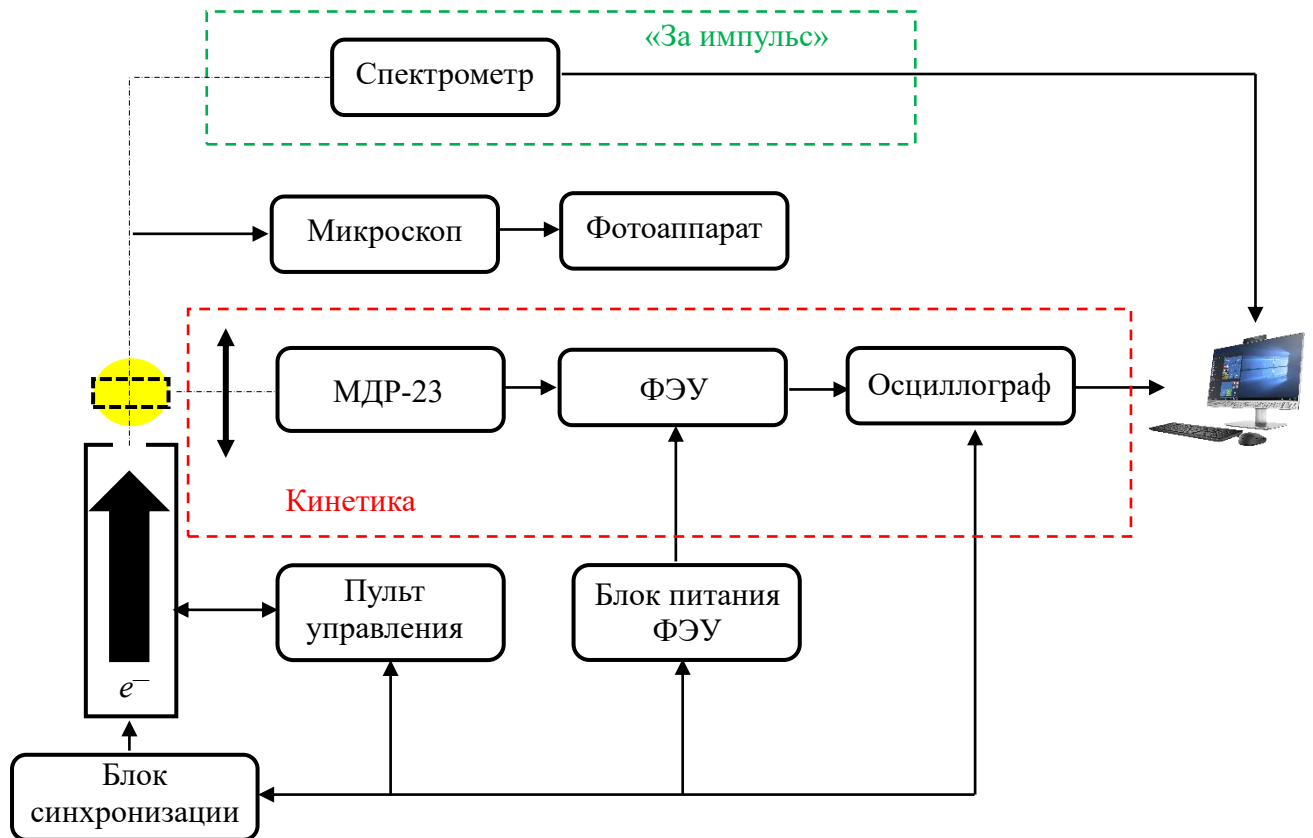 «За импульс»
Спектрометр
Микроскоп
Фотоаппарат
МДР-23
ФЭУ
Осциллограф
Кинетика
Пульт
управления
Блок питания
ФЭУ
e⁻
Блок
синхронизации